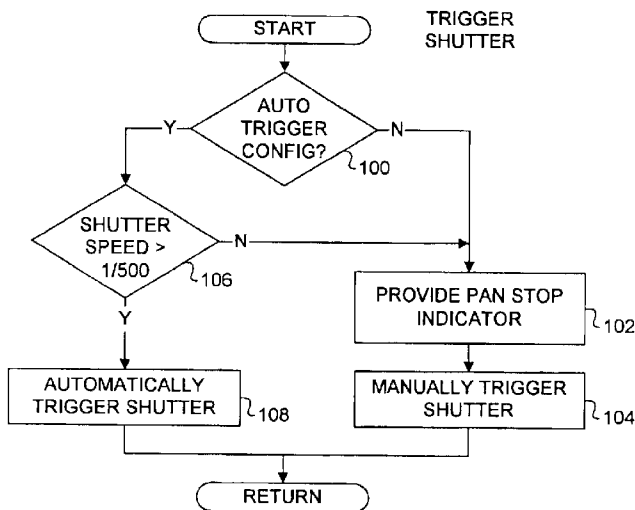 START
TRIGGER
SHUTTER
AUTO
TRIGGER
CONFIG?
Y
N
100
SHUTTER
SPEED >
1/500
N
106
Y
PROVIDE PAN STOP
INDICATOR
102
AUTOMATICALLY
TRIGGER SHUTTER
108
MANUALLY TRIGGER
SHUTTER
104
RETURN